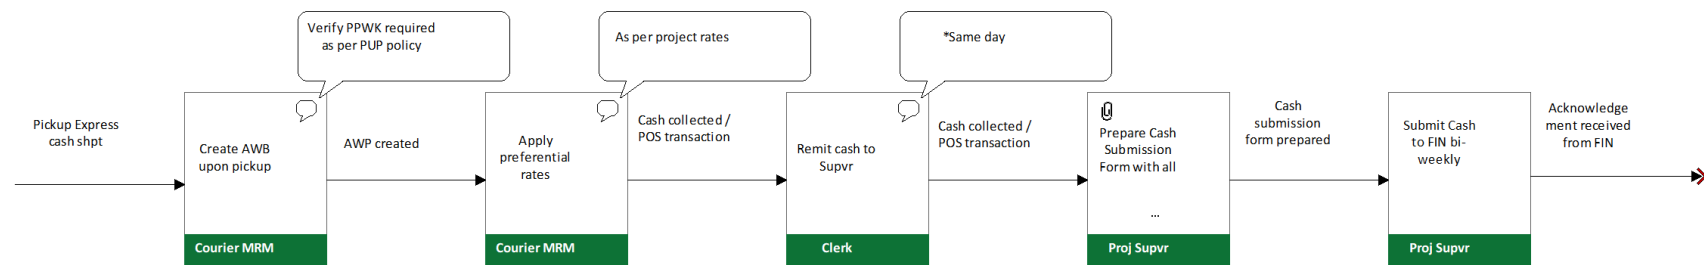 Verify PPWK required
as per PUP policy
As per project rates
*Same day
Pickup Express
cash shpt
Create AWB
upon pickup
Courier MRM
AWP created
Apply
preferential
rates
Courier MRM
Cash collected /
POS transaction
Remit cash to
Supvr
Clerk
Cash collected /
POS transaction
Prepare Cash
Submission
Form with all
...
Proj Supvr
Cash
submission
form prepared
Submit Cash
to FIN bi-
weekly
Proj Supvr
Acknowledge
ment received
from FIN